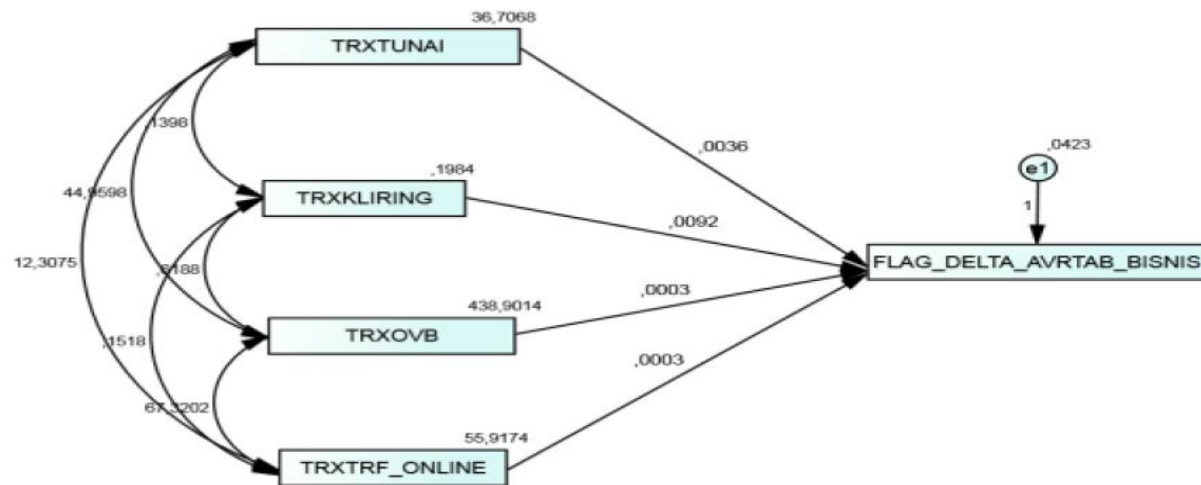 36,7068
TRXTUNAI
,1398
,0036
,0423
e1
,1984
44,9598
TRXKLIRING
1
,0092
12,3075
FLAG_DELTA_AVRTAB_BISNIS
,0003
438,9014
TRXOVB
,1518
,0003
67,3202
55,9174
TRXTRF_ONLINE